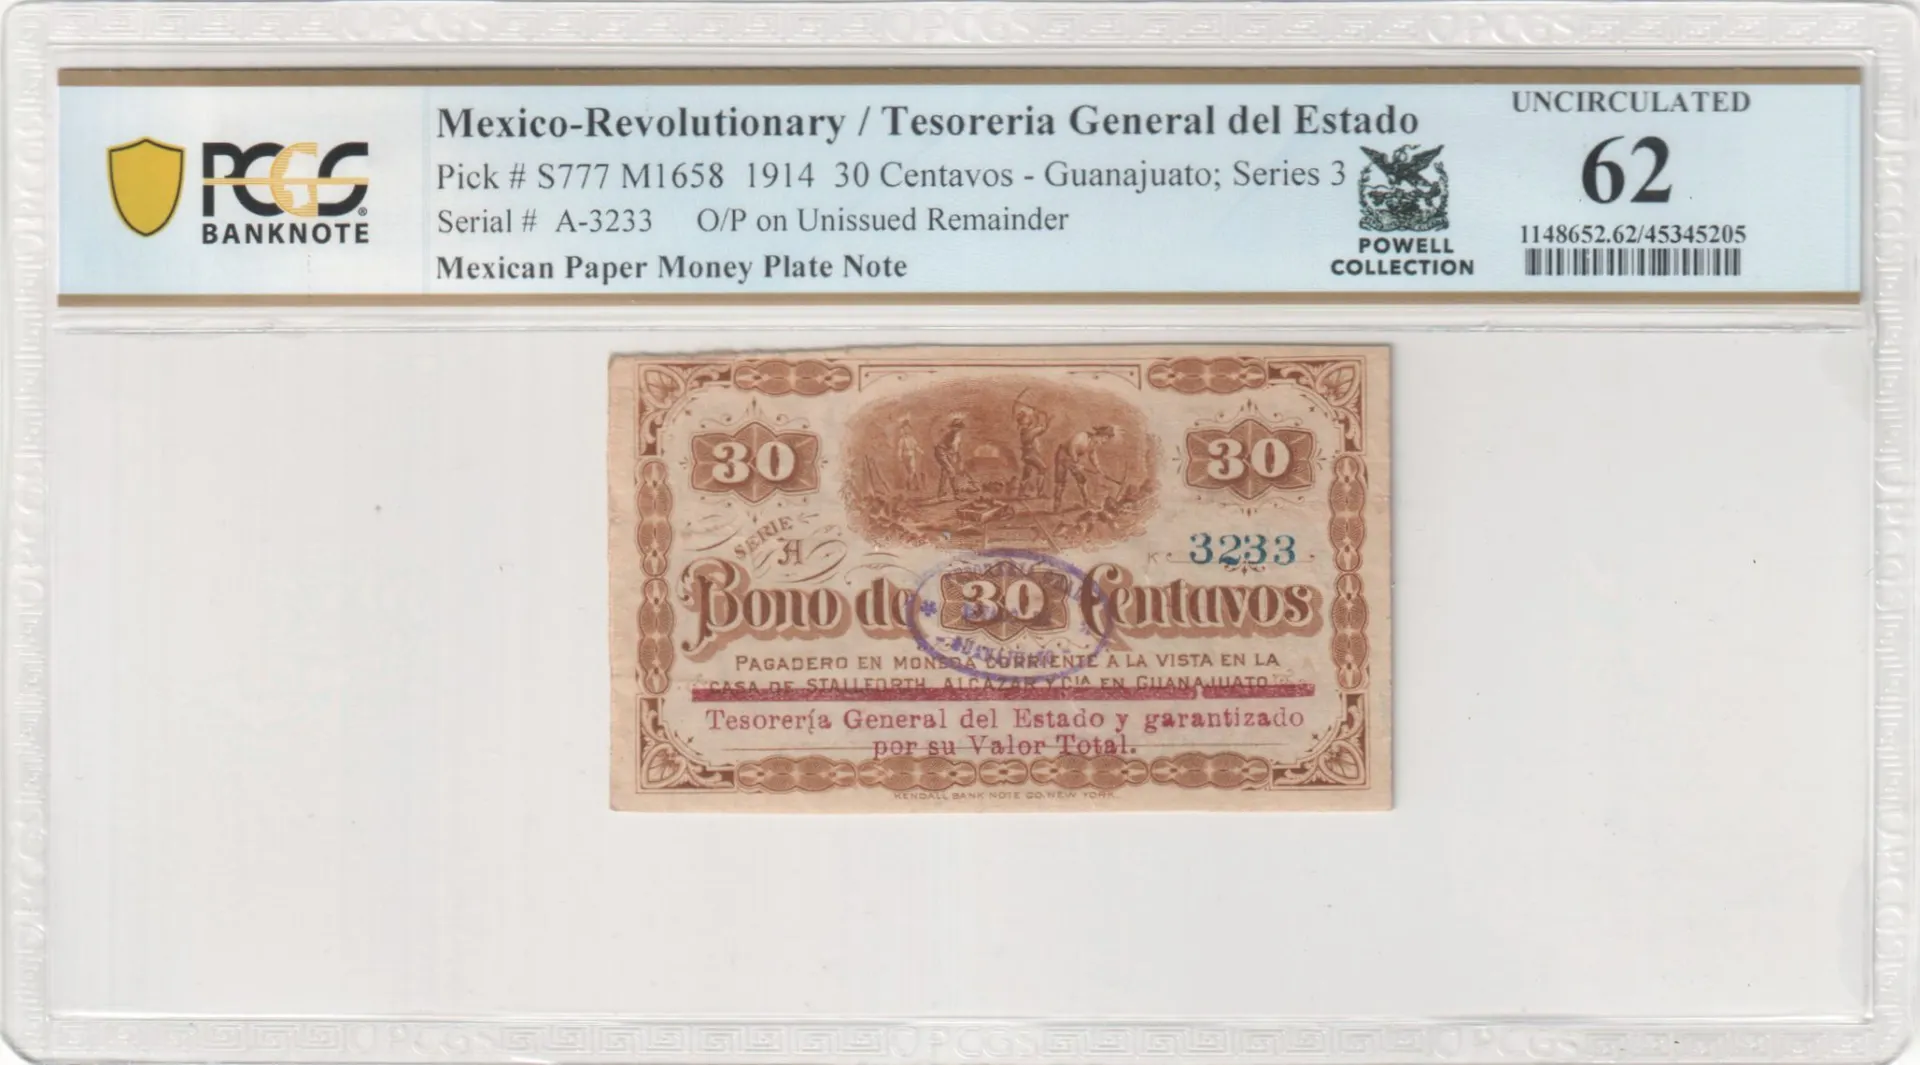 PCGS
BANKNOTE
Mexico-Revolutionary / Tesoreria General del Estado
Pick # S777 M1658 1914 30 Centavos - Guanajuato; Series 3
Serial # A-3233 O/P on Unissued Remainder
Mexican Paper Money Plate Note
POWELL
COLLECTION
UNCIRCULATED
62
1148652.62/45345205
30
30
SERIE
A
3233
Bono de 30 Centavos
PAGADERO EN MONEDA CORRIENTE A LA VISTA EN LA
CASA DE STALLFORTH, ALCAZAR Y CIA EN GUANAJUATO
Tesorería General del Estado y garantizado
por su Valor Total.
KENDALL BANK NOTE CO. NEW YORK.